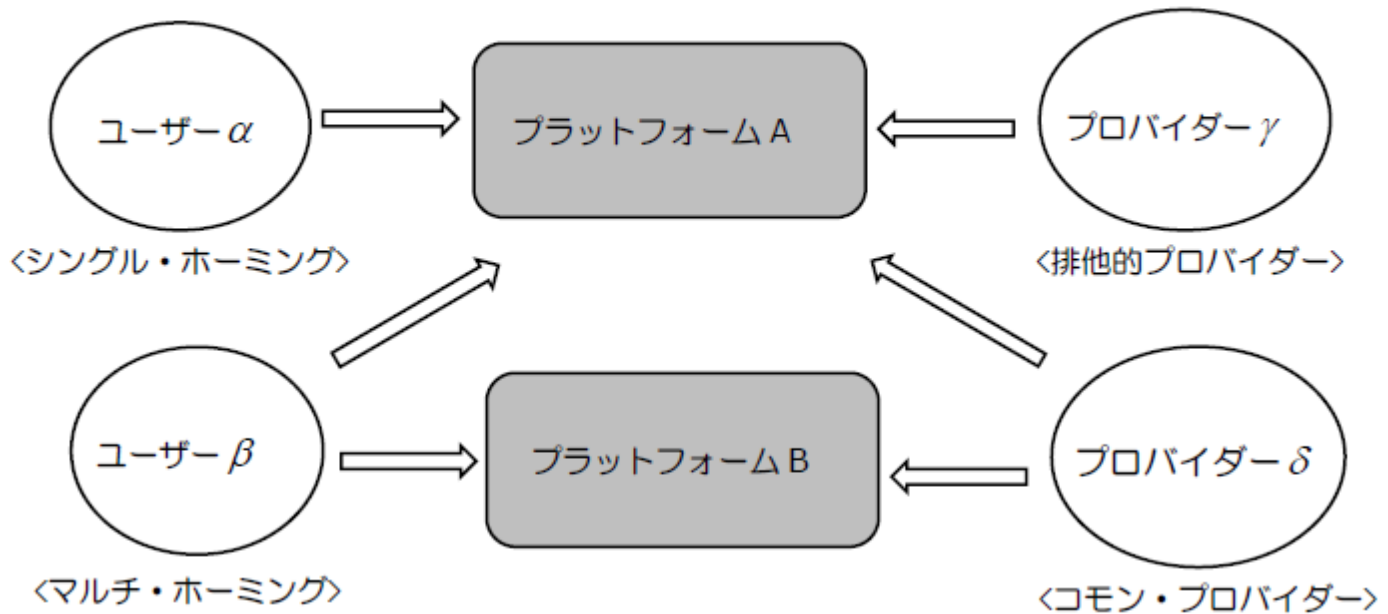 ユーザーα
プラットフォームA
プロバイダーγ
<シングル・ホーミング>
<排他的プロバイダー>
ユーザーβ
プラットフォームB
プロバイダーδ
<マルチ・ホーミング>
<コモン・プロバイダー>